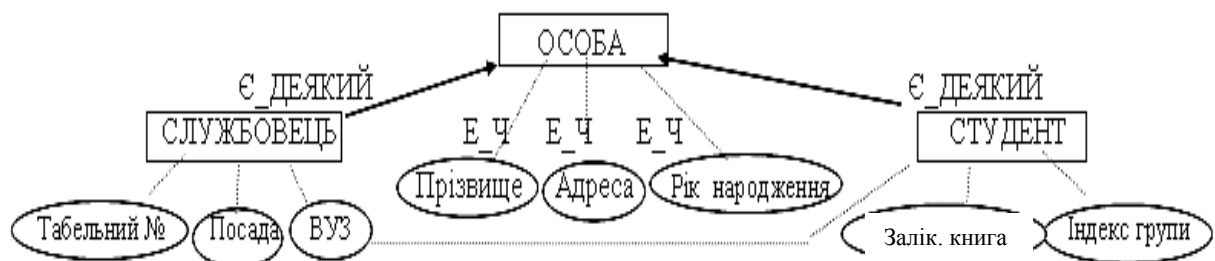 ОСОБА
Є_ДЕЯКИЙ
Є_ДЕЯКИЙ
СЛУЖБОВЕЦЬ
Е_Ч
Е_Ч
Е_Ч
СТУДЕНТ
Прізвище
Адреса
Рік народження
Табельний №
Посада
ВУЗ
Залік. книга
Індекс групи